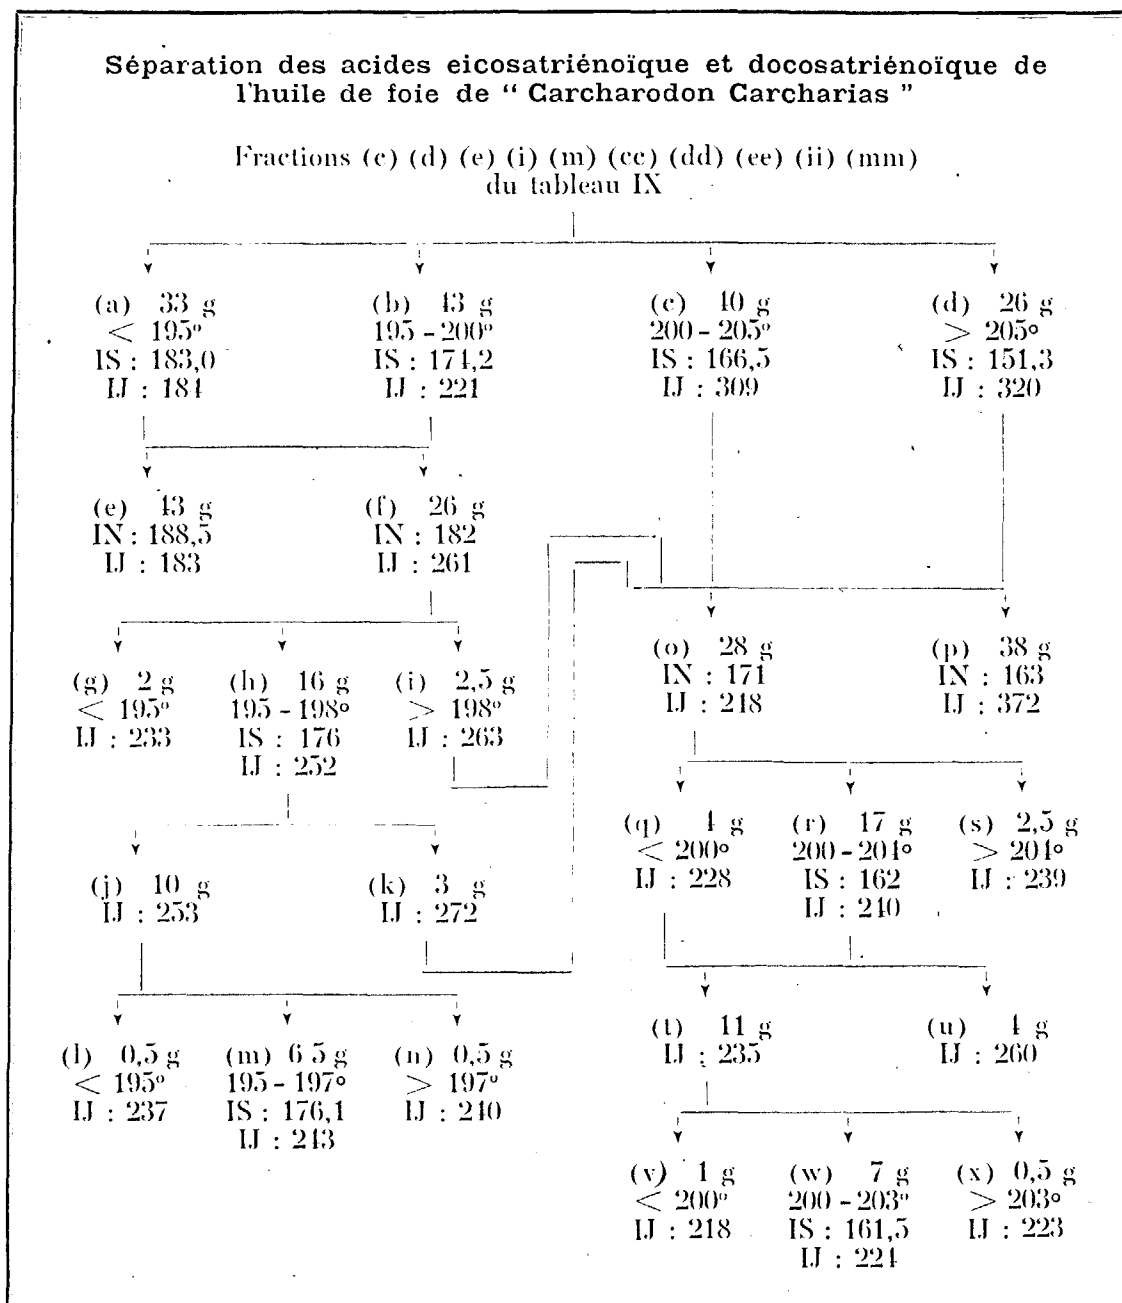 Séparation des acides eicosatriénoïque et docosatriénoïque de
l'huile de foie de “ Carcharodon Carcharias ”
Fractions (c) (d) (e) (i) (m) (cc) (dd) (ee) (ii) (mm)
du tableau IX
(a) 33 g
< 195°
IS : 183,0
IJ : 184
(b) 43 g
195 - 200°
IS : 174,2
IJ : 221
(c) 40 g
200 - 205°
IS : 166,5
IJ : 309
(d) 26 g
> 205°
IS : 151,3
IJ : 320
(e) 43 g
IN : 188,5
IJ : 183
(f) 26 g
IN : 182
IJ : 261
(g) 2 g
< 195°
IJ : 233
(h) 16 g
195 - 198°
IS : 176
IJ : 252
(i) 2,5 g
> 198°
IJ : 263
(o) 28 g
IN : 171
IJ : 248
(p) 38 g
IN : 163
IJ : 372
(j) 10 g
IJ : 253
(k) 3 g
IJ : 272
(q) 4 g
< 200°
IJ : 228
(r) 17 g
200 - 204°
IS : 162
IJ : 240
(s) 2,5 g
> 204°
IJ : 239
(l) 0,5 g
< 195°
IJ : 237
(m) 6 5 g
195 - 197°
IS : 176,1
IJ : 243
(n) 0,5 g
> 197°
IJ : 240
(t) 11 g
IJ : 235
(u) 4 g
IJ : 260
(v) 1 g
< 200°
IJ : 218
(w) 7 g
200 - 203°
IS : 161,5
IJ : 224
(x) 0,5 g
> 203°
IJ : 223